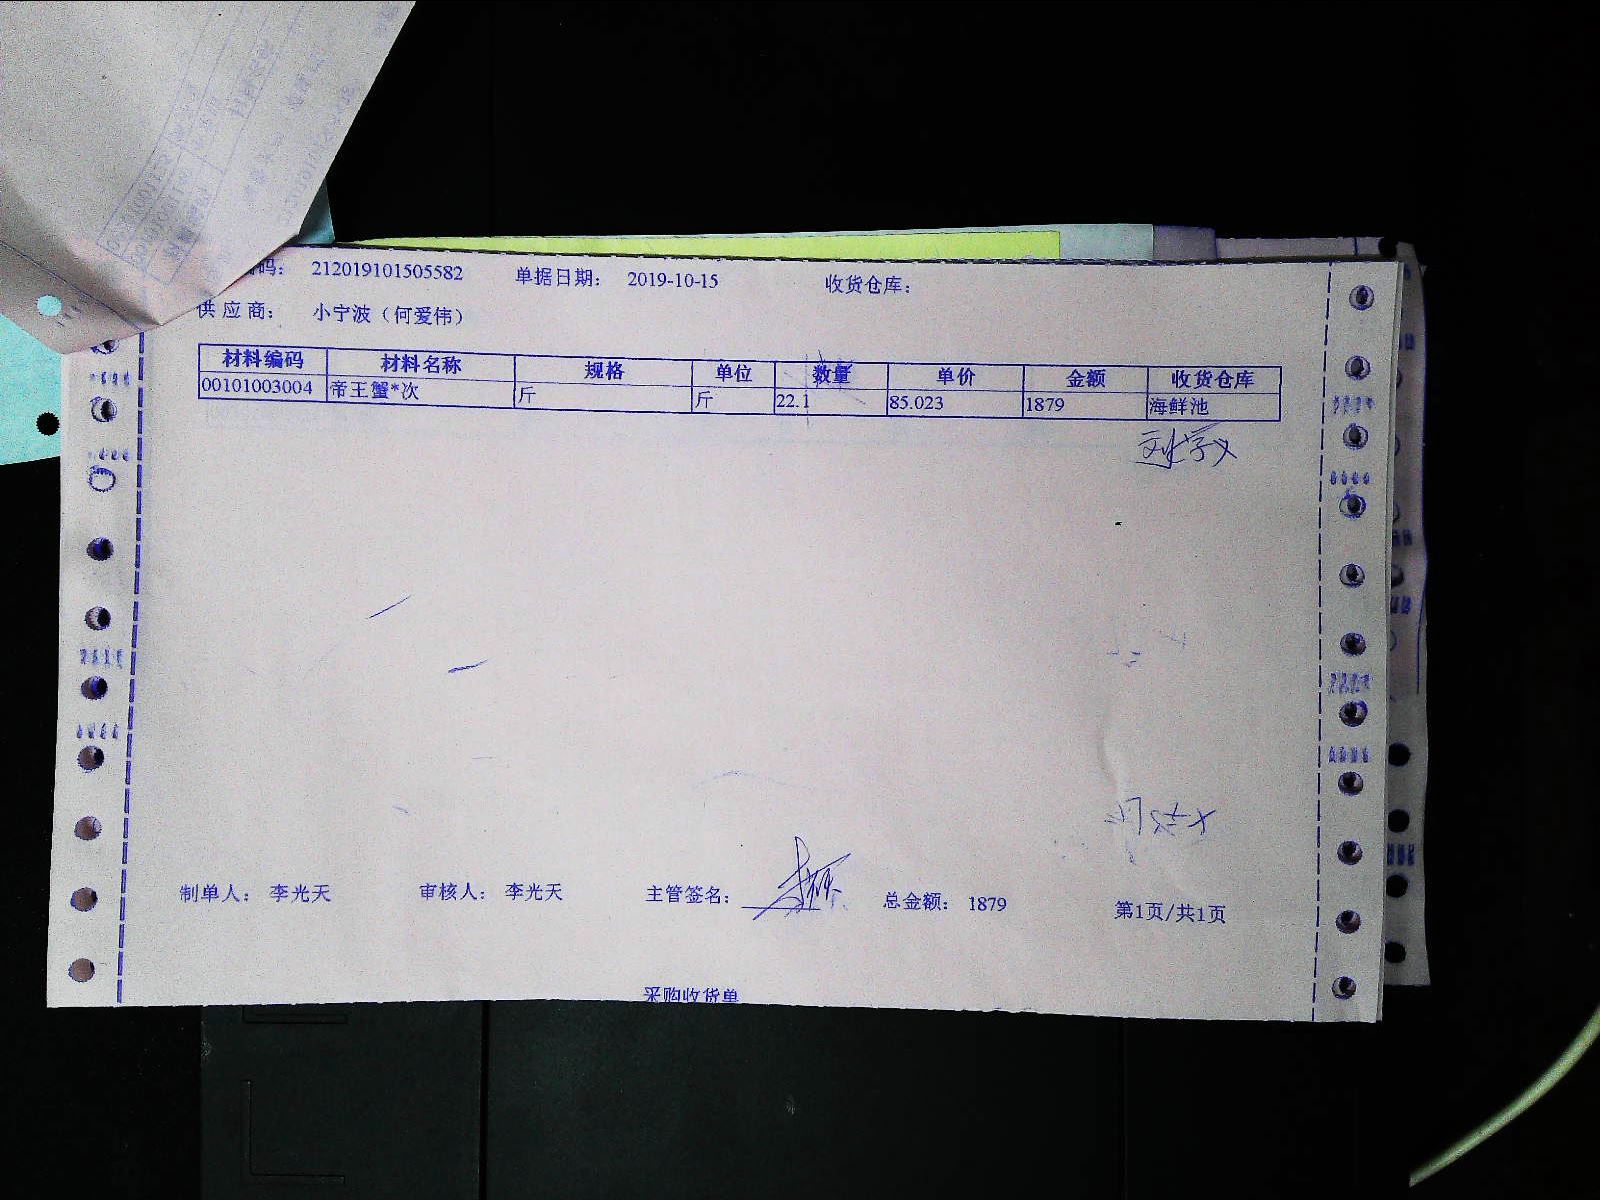 码： 212019101505582 单据日期： 2019-10-15 收货仓库：
供应商： 小宁波（何爱伟）
材料编码 材料名称 规格 单位 数量 单价 金额 收货仓库
00101003004 帝王蟹*次 斤 斤 22.1 85.023 1879 海鲜池
制单人： 李光天 审核人： 李光天 主管签名： 总金额： 1879 第1页/共1页
采购收货单